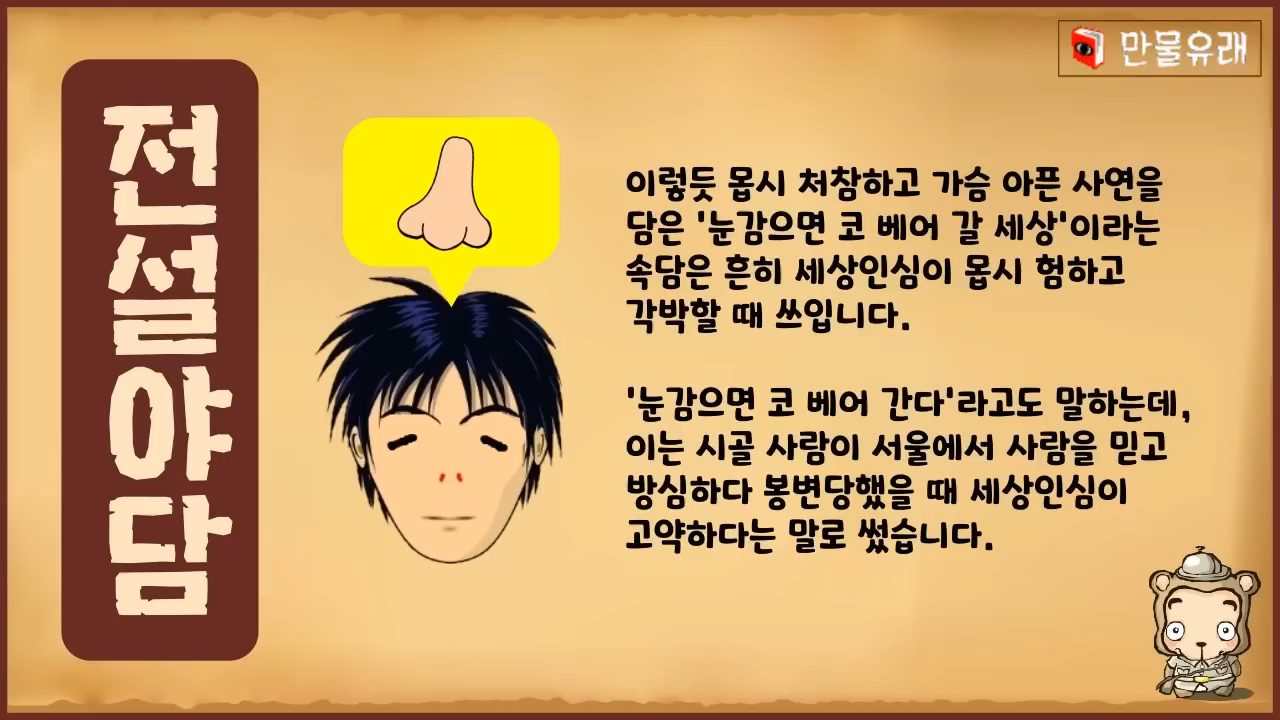 만물유래
전설야담
이렇듯 몹시 처참하고 가슴 아픈 사연을
담은 '눈감으면 코 베어 갈 세상'이라는
속담은 흔히 세상인심이 몹시 험하고
각박할 때 쓰입니다.
'눈감으면 코 베어 간다'라고도 말하는데,
이는 시골 사람이 서울에서 사람을 믿고
방심하다 봉변당했을 때 세상인심이
고약하다는 말로 썼습니다.